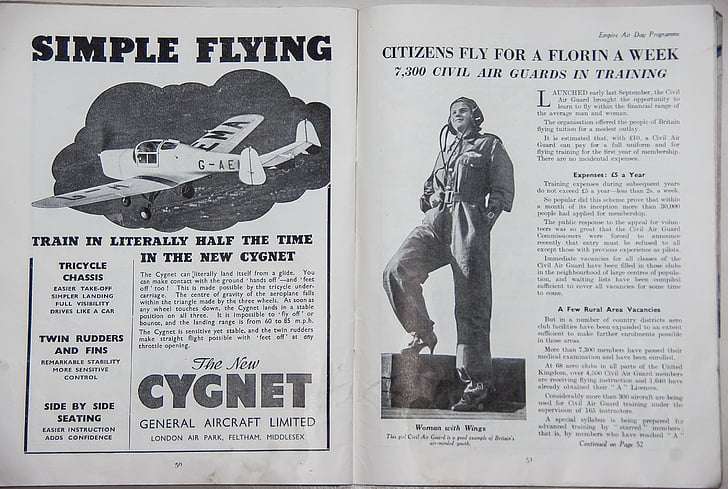 SIMPLE FLYING
G-AE
TRAIN IN LITERALLY HALF THE TIME
IN THE NEW CYGNET
TRICYCLE
CHASSIS
EASIER TAKE-OFF
SIMPLER LANDING
FULL VISIBILITY
DRIVES LIKE A CAR
TWIN RUDDERS
AND FINS
REMARKABLE STABILITY
MORE SENSITIVE
CONTROL
SIDE BY SIDE
SEATING
EASIER INSTRUCTION
ADDS CONFIDENCE
The Cygnet can literally land itself from a glide. You
can make contact with the ground 'hands off'—and 'feet
off' too! This is made possible by the tricycle under-
carriage. The centre of gravity of the aeroplane falls
within the triangle made by the three wheels. As soon as
any wheel touches down, the Cygnet lands in a stable
position on all three. It is impossible to 'fly off' or
bounce, and the landing range is from 60 to 85 m.p.h.
The Cygnet is sensitive yet stable, and the twin rudders
make straight flight possible with 'feet off' at any
throttle opening.
The New
CYGNET
GENERAL AIRCRAFT LIMITED
LONDON AIR PARK, FELTHAM, MIDDLESEX
50
Empire Air Day Programme
CITIZENS FLY FOR A FLORIN A WEEK
7,300 CIVIL AIR GUARDS IN TRAINING
LAUNCHED early last September, the Civil
Air Guard brought the opportunity to
learn to fly within the financial range of
the average man and woman.
The organisation offered the people of Britain
flying tuition for a modest outlay.
It is estimated that, with £10, a Civil Air
Guard can pay for a full uniform and for
flying training for the first year of membership.
There are no incidental expenses.
Expenses: £5 a Year
Training expenses during subsequent years
do not exceed £5 a year—less than 2s. a week.
So popular did this scheme prove that within
a month of its inception more than 30,000
people had applied for membership.
The public response to the appeal for volun-
teers was so great that the Civil Air Guard
Commissioners were forced to announce
recently that entry must be refused to all
except those with previous experience as pilots.
Immediate vacancies for all classes of the
Civil Air Guard have been filled in those clubs
in the neighbourhood of large centres of popula-
tion, and waiting lists have been compiled
sufficient to cover all vacancies for some time
to come.
A Few Rural Area Vacancies
But in a number of country districts aero
club facilities have been expanded to an extent
sufficient to make further enrolments possible
in those areas.
More than 7,300 members have passed their
medical examination and have been enrolled.
At 68 aero clubs in all parts of the United
Kingdom, over 4,500 Civil Air Guard members
are receiving flying instruction and 1,640 have
already obtained their "A" Licences.
Considerably more than 300 aircraft are being
used for Civil Air Guard training under the
supervision of 165 instructors.
A special syllabus is being prepared for
advanced training by "starred" members—
that is, by members who have reached "A"
Continued on Page 52
Woman with Wings
This girl Civil Air Guard is a good example of Britain's
air-minded youth.